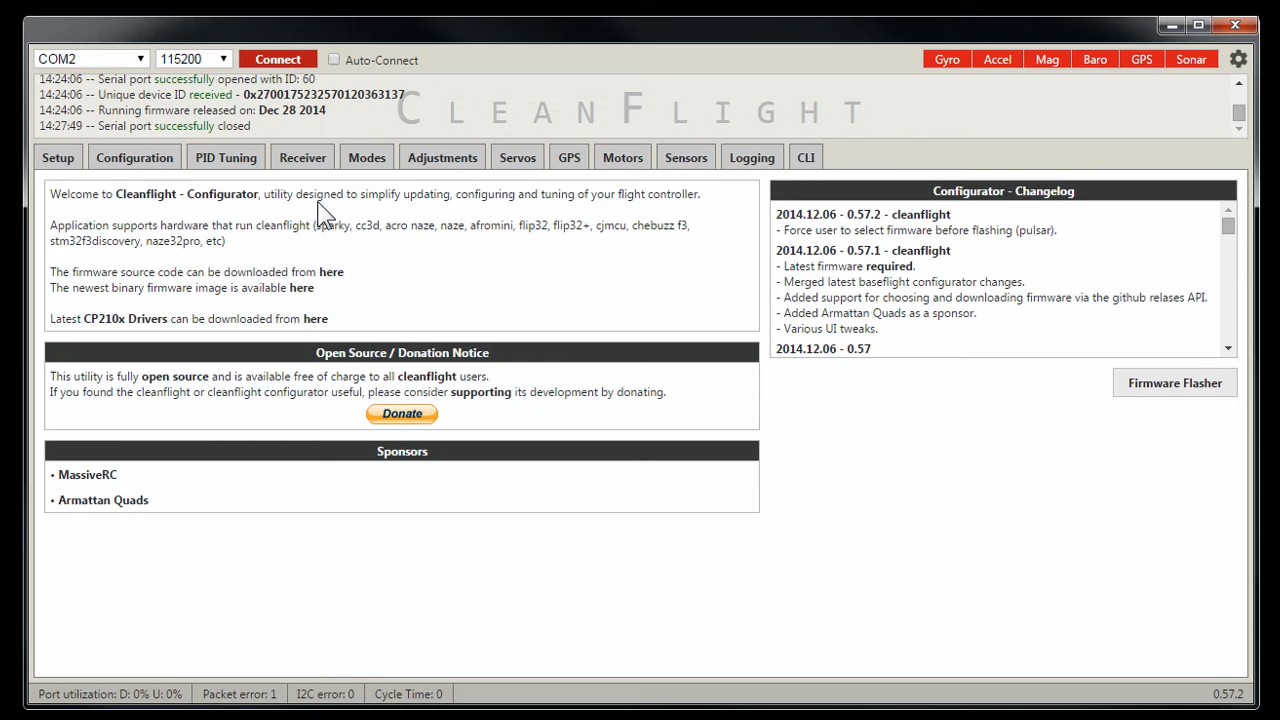 COM2 115200 Connect Auto-Connect Gyro Accel Mag Baro GPS Sonar
14:24:06 -- Serial port successfully opened with ID: 60
14:24:06 -- Unique device ID received - 0x2700175232570120363137
14:24:06 -- Running firmware released on: Dec 28 2014
14:27:49 -- Serial port successfully closed
CLEANFLIGHT
Setup Configuration PID Tuning Receiver Modes Adjustments Servos GPS Motors Sensors Logging CLI
Welcome to Cleanflight - Configurator, utility designed to simplify updating, configuring and tuning of your flight controller.
Application supports hardware that run cleanflight (sparky, cc3d, acro naze, naze, afromini, flip32, flip32+, cjmcu, chebuzz f3,
stm32f3discovery, naze32pro, etc)
The firmware source code can be downloaded from here
The newest binary firmware image is available here
Latest CP210x Drivers can be downloaded from here
Open Source / Donation Notice
This utility is fully open source and is available free of charge to all cleanflight users.
If you found the cleanflight or cleanflight configurator useful, please consider supporting its development by donating.
Donate
Sponsors
• MassiveRC
• Armattan Quads
Configurator - Changelog
2014.12.06 - 0.57.2 - cleanflight
- Force user to select firmware before flashing (pulsar).
2014.12.06 - 0.57.1 - cleanflight
- Latest firmware required.
- Merged latest baseflight configurator changes.
- Added support for choosing and downloading firmware via the github relases API.
- Added Armattan Quads as a sponsor.
- Various UI tweaks.
2014.12.06 - 0.57
Firmware Flasher
Port utilization: D: 0% U: 0% Packet error: 1 I2C error: 0 Cycle Time: 0 0.57.2